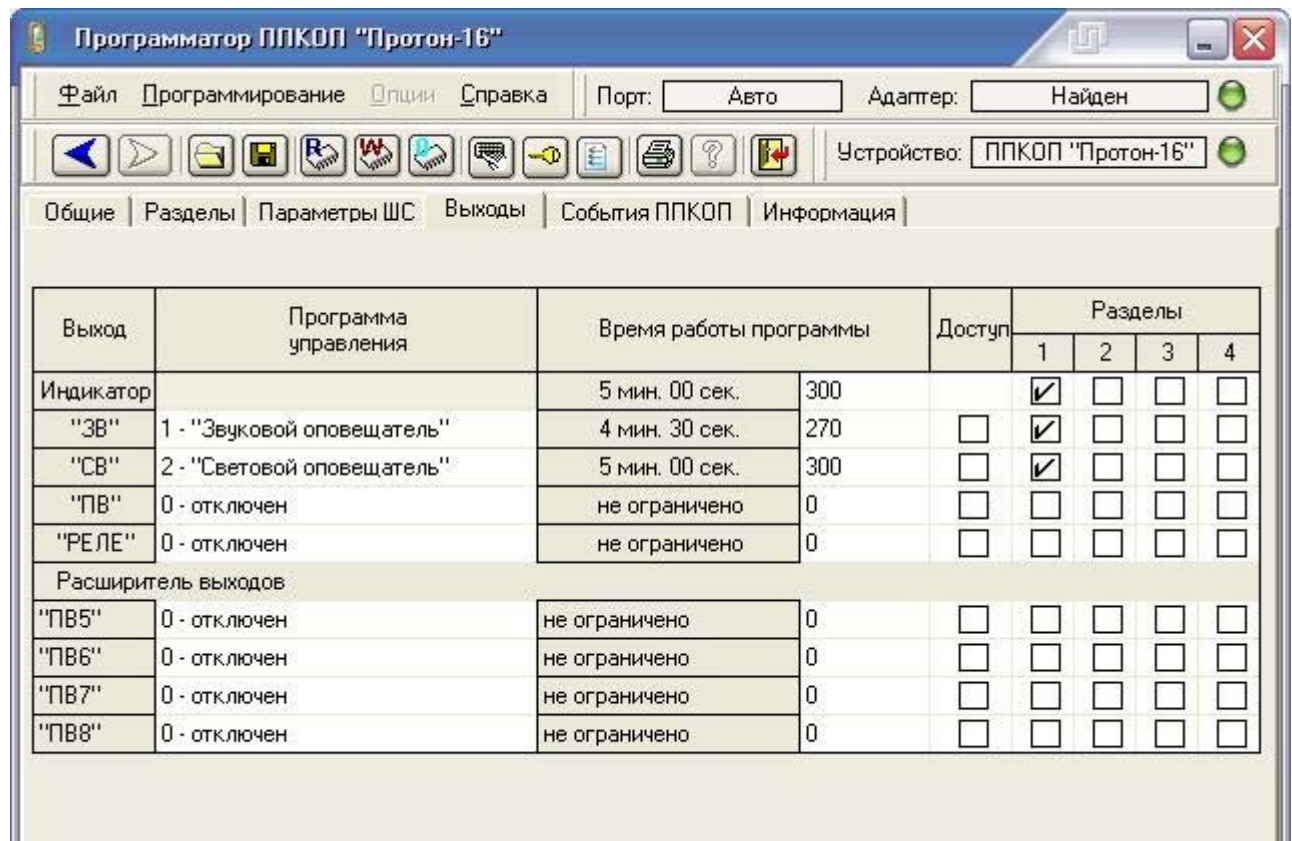 Программатор ППКОП "Протон-16"
Файл Программирование Опции Справка Порт: Авто Адаптер: Найден
R W ? Устройство: ППКОП "Протон-16"
Общие Разделы Параметры ШС Выходы События ППКОП Информация
Выход Программа управления Время работы программы Доступ Разделы
1 2 3 4
Индикатор 5 мин. 00 сек. 300
"ЗВ" 1 - "Звуковой оповещатель" 4 мин. 30 сек. 270
"СВ" 2 - "Световой оповещатель" 5 мин. 00 сек. 300
"ПВ" 0 - отключен не ограничено 0
"РЕЛЕ" 0 - отключен не ограничено 0
Расширитель выходов
"ПВ5" 0 - отключен не ограничено 0
"ПВ6" 0 - отключен не ограничено 0
"ПВ7" 0 - отключен не ограничено 0
"ПВ8" 0 - отключен не ограничено 0